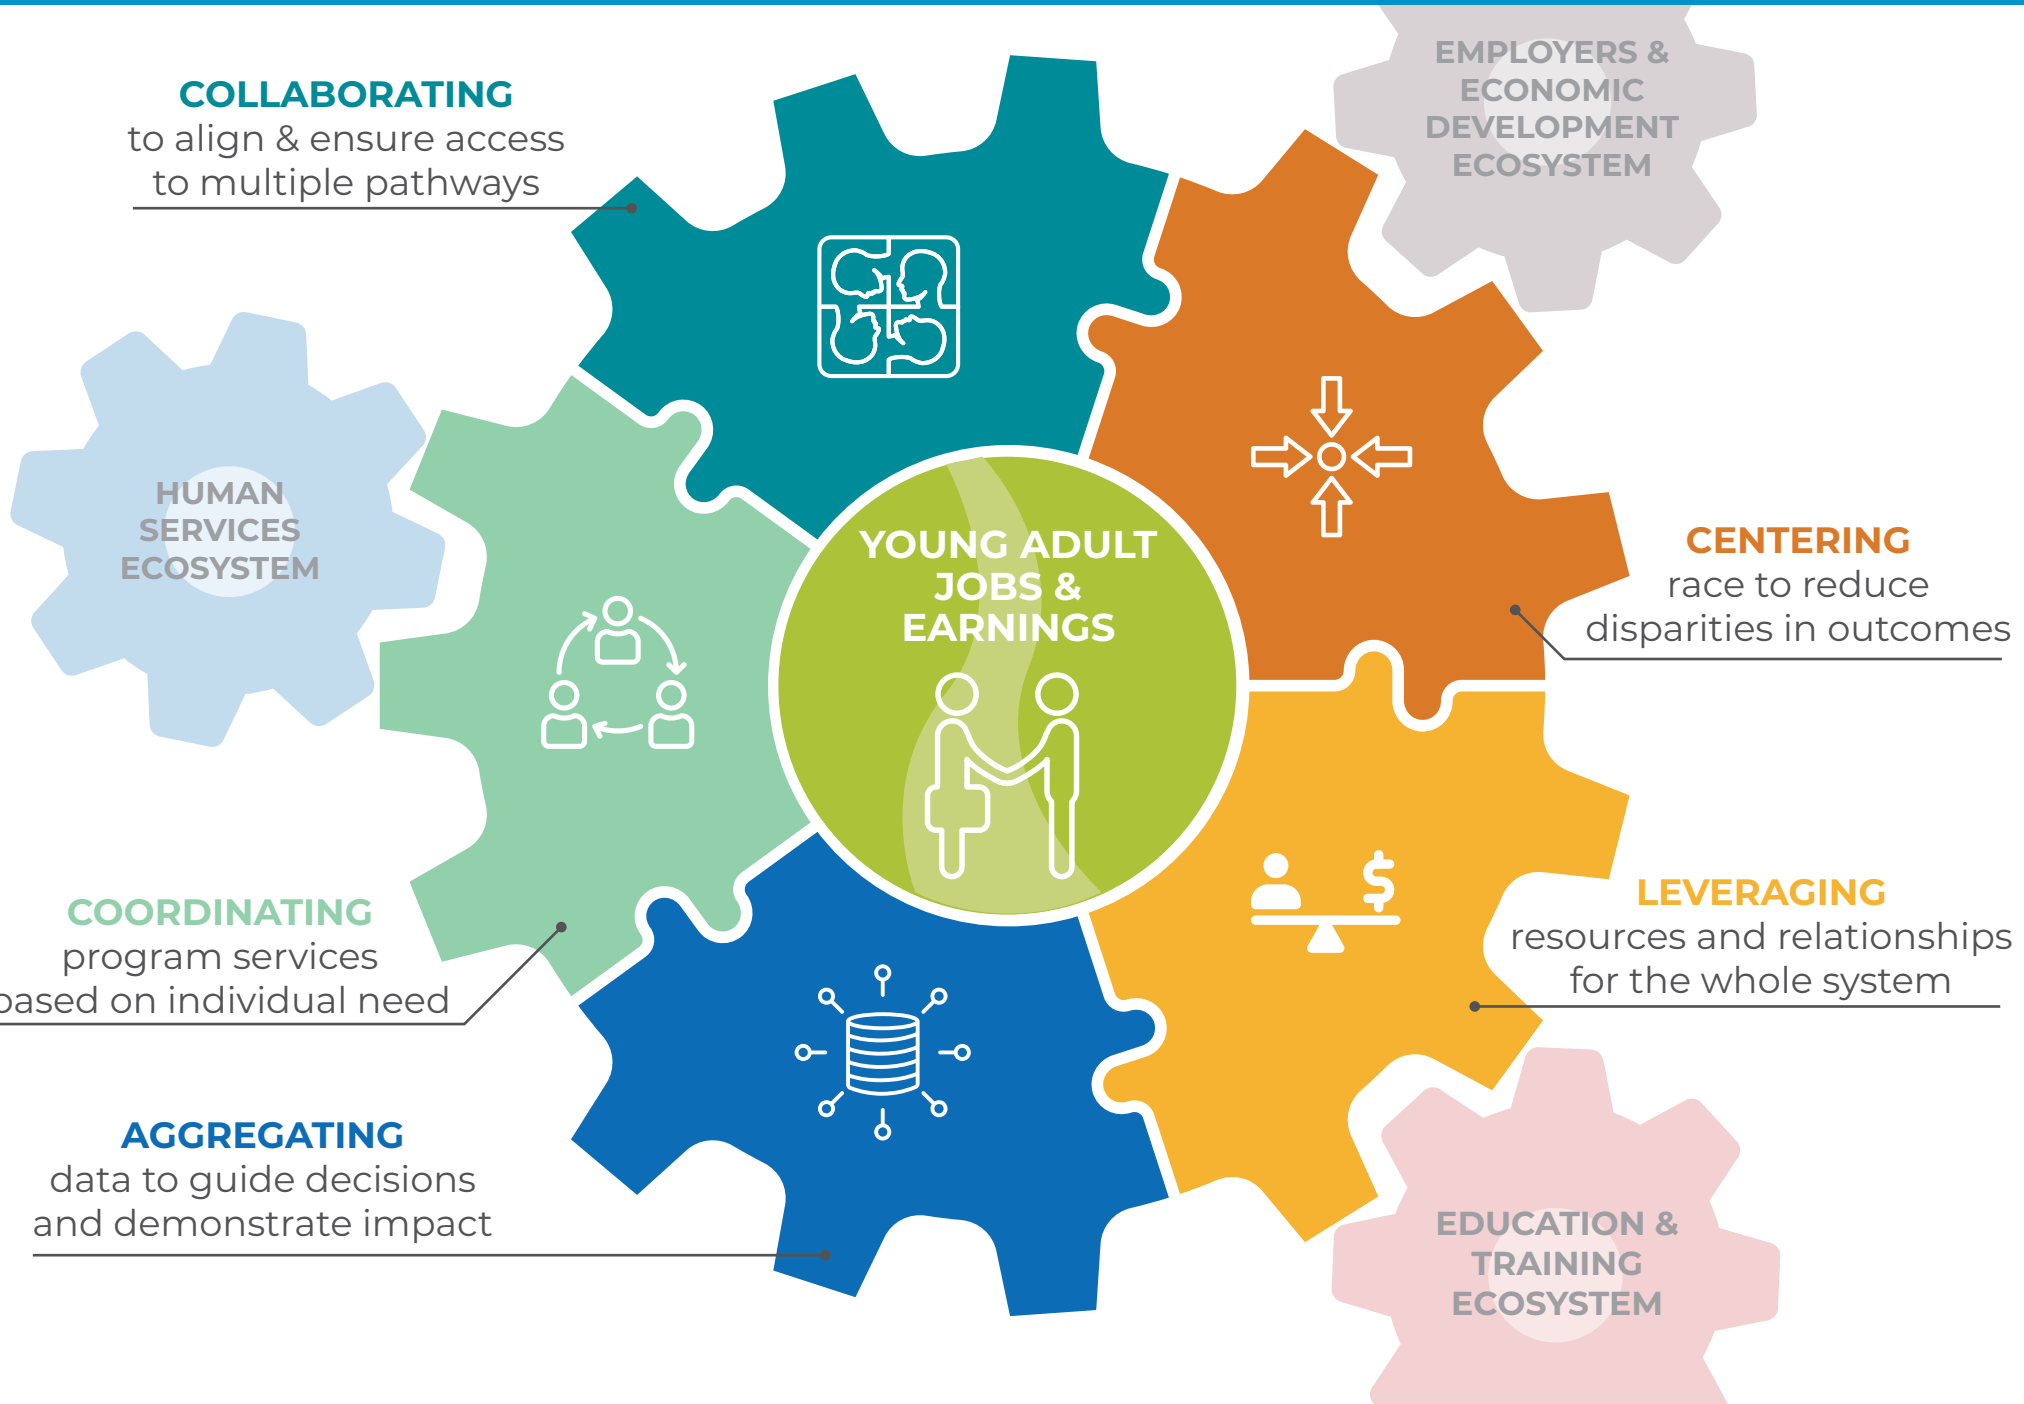 COLLABORATING
to align & ensure access
to multiple pathways
EMPLOYERS &
ECONOMIC
DEVELOPMENT
ECOSYSTEM
HUMAN
SERVICES
ECOSYSTEM
YOUNG ADULT
JOBS &
EARNINGS
CENTERING
race to reduce
disparities in outcomes
LEVERAGING
resources and relationships
for the whole system
COORDINATING
program services
based on individual need
AGGREGATING
data to guide decisions
and demonstrate impact
EDUCATION &
TRAINING
ECOSYSTEM
$